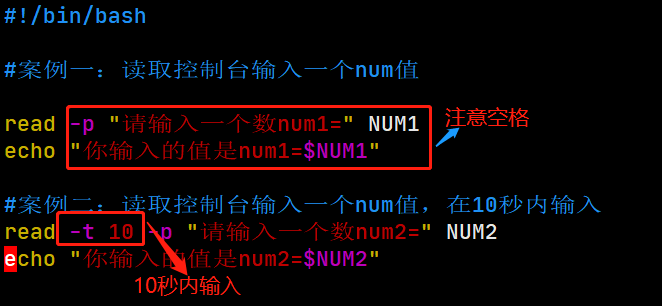 #!/bin/bash
#案例一：读取控制台输入一个num值
read -p "请输入一个数num1=" NUM1
注意空格
echo "你输入的值是num1=$NUM1"
#案例二：读取控制台输入一个num值，在10秒内输入
read -t 10 -p "请输入一个数num2=" NUM2
echo "你输入的值是num2=$NUM2"
10秒内输入